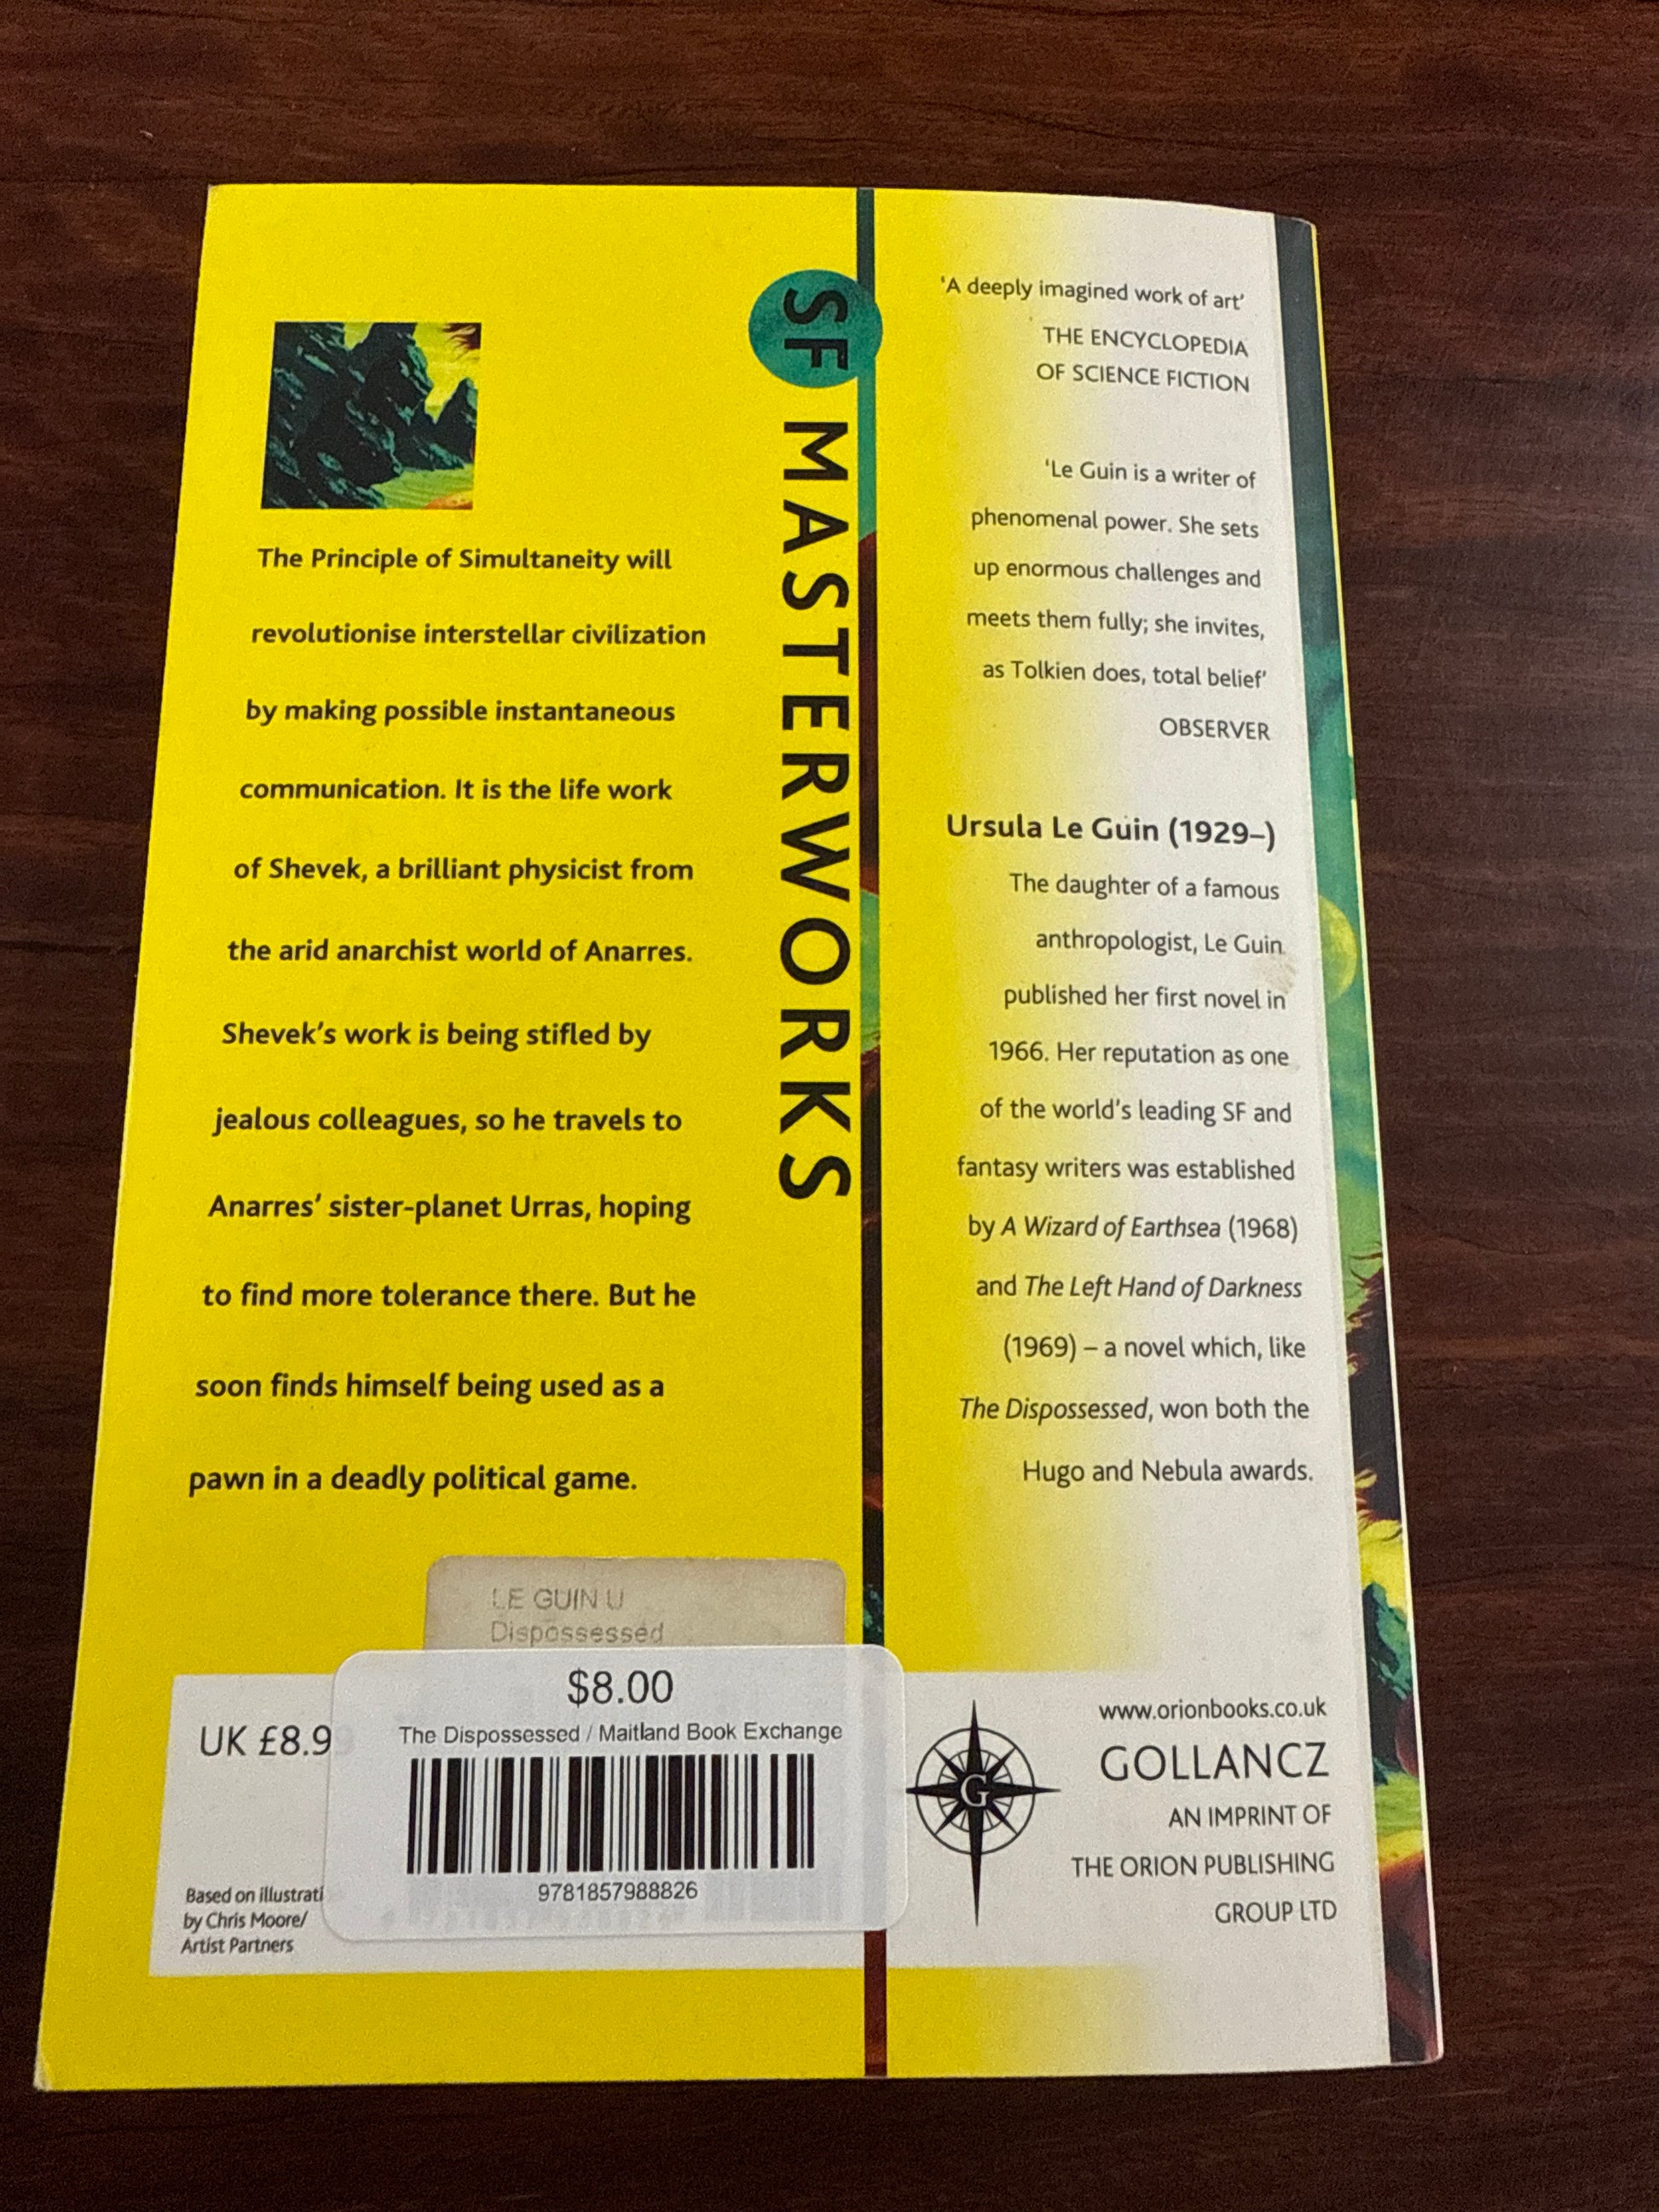 The Principle of Simultaneity will
revolutionise interstellar civilization
by making possible instantaneous
communication. It is the life work
of Shevek, a brilliant physicist from
the arid anarchist world of Anarres.
Shevek’s work is being stifled by
jealous colleagues, so he travels to
Anarres’ sister-planet Urras, hoping
to find more tolerance there. But he
soon finds himself being used as a
pawn in a deadly political game.
SF MASTERWORKS
‘A deeply imagined work of art’
THE ENCYCLOPEDIA
OF SCIENCE FICTION
‘Le Guin is a writer of
phenomenal power. She sets
up enormous challenges and
meets them fully; she invites,
as Tolkien does, total belief’
OBSERVER
Ursula Le Guin (1929–)
The daughter of a famous
anthropologist, Le Guin
published her first novel in
1966. Her reputation as one
of the world’s leading SF and
fantasy writers was established
by A Wizard of Earthsea (1968)
and The Left Hand of Darkness
(1969) – a novel which, like
The Dispossessed, won both the
Hugo and Nebula awards.
LE GUIN U
Dispossessed
$8.00
The Dispossessed / Maitland Book Exchange
9781857988826
UK £8.9
Based on illustrati
by Chris Moore/
Artist Partners
G
www.orionbooks.co.uk
GOLLANCZ
AN IMPRINT OF
THE ORION PUBLISHING
GROUP LTD